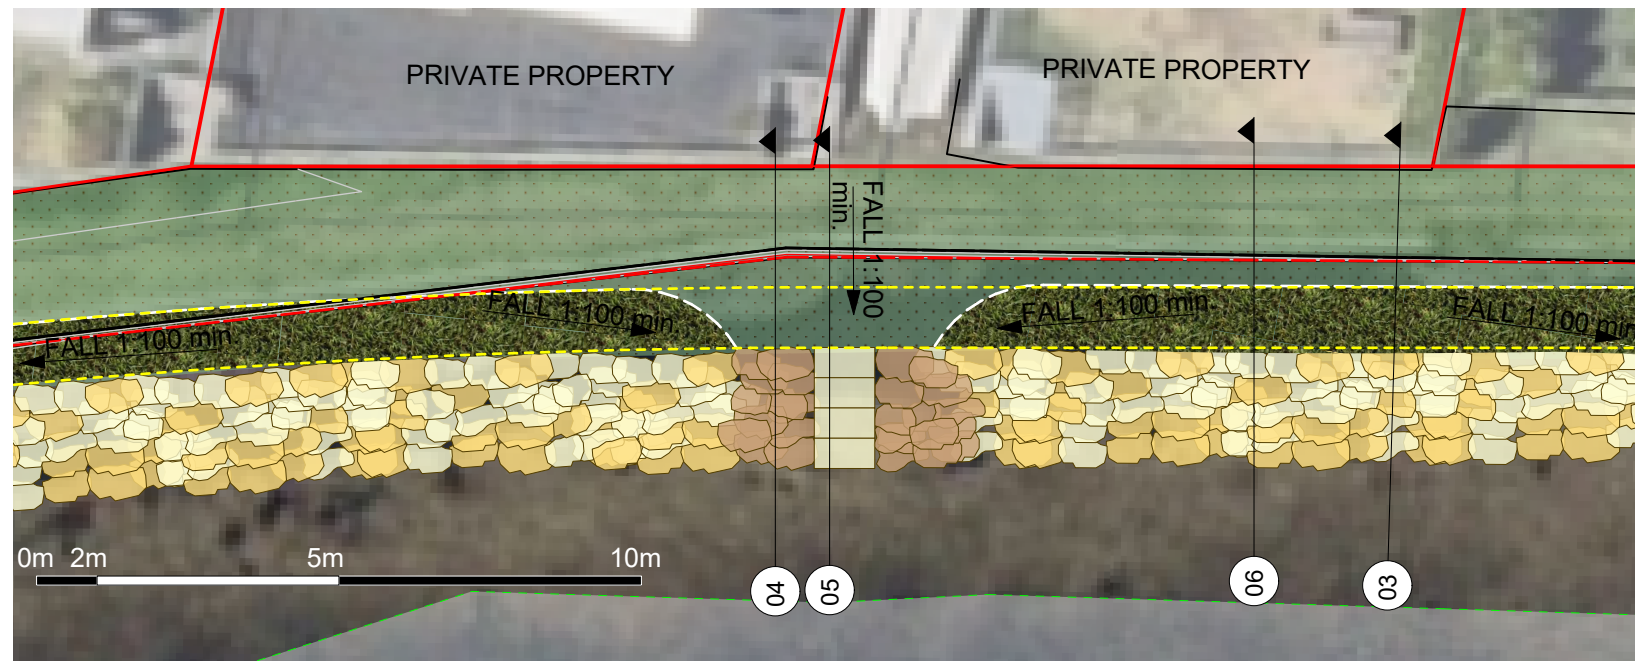 PRIVATE PROPERTY
PRIVATE PROPERTY
FALL 1:100
min.
FALL 1:100 min.
FALL 1:100 min.
FALL 1:100 min.
FALL 1:100 min
0m 2m 5m 10m
04
05
06
03